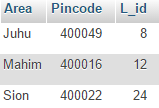 Area Pincode L_id
Juhu 400049 8
Mahim 400016 12
Sion 400022 24